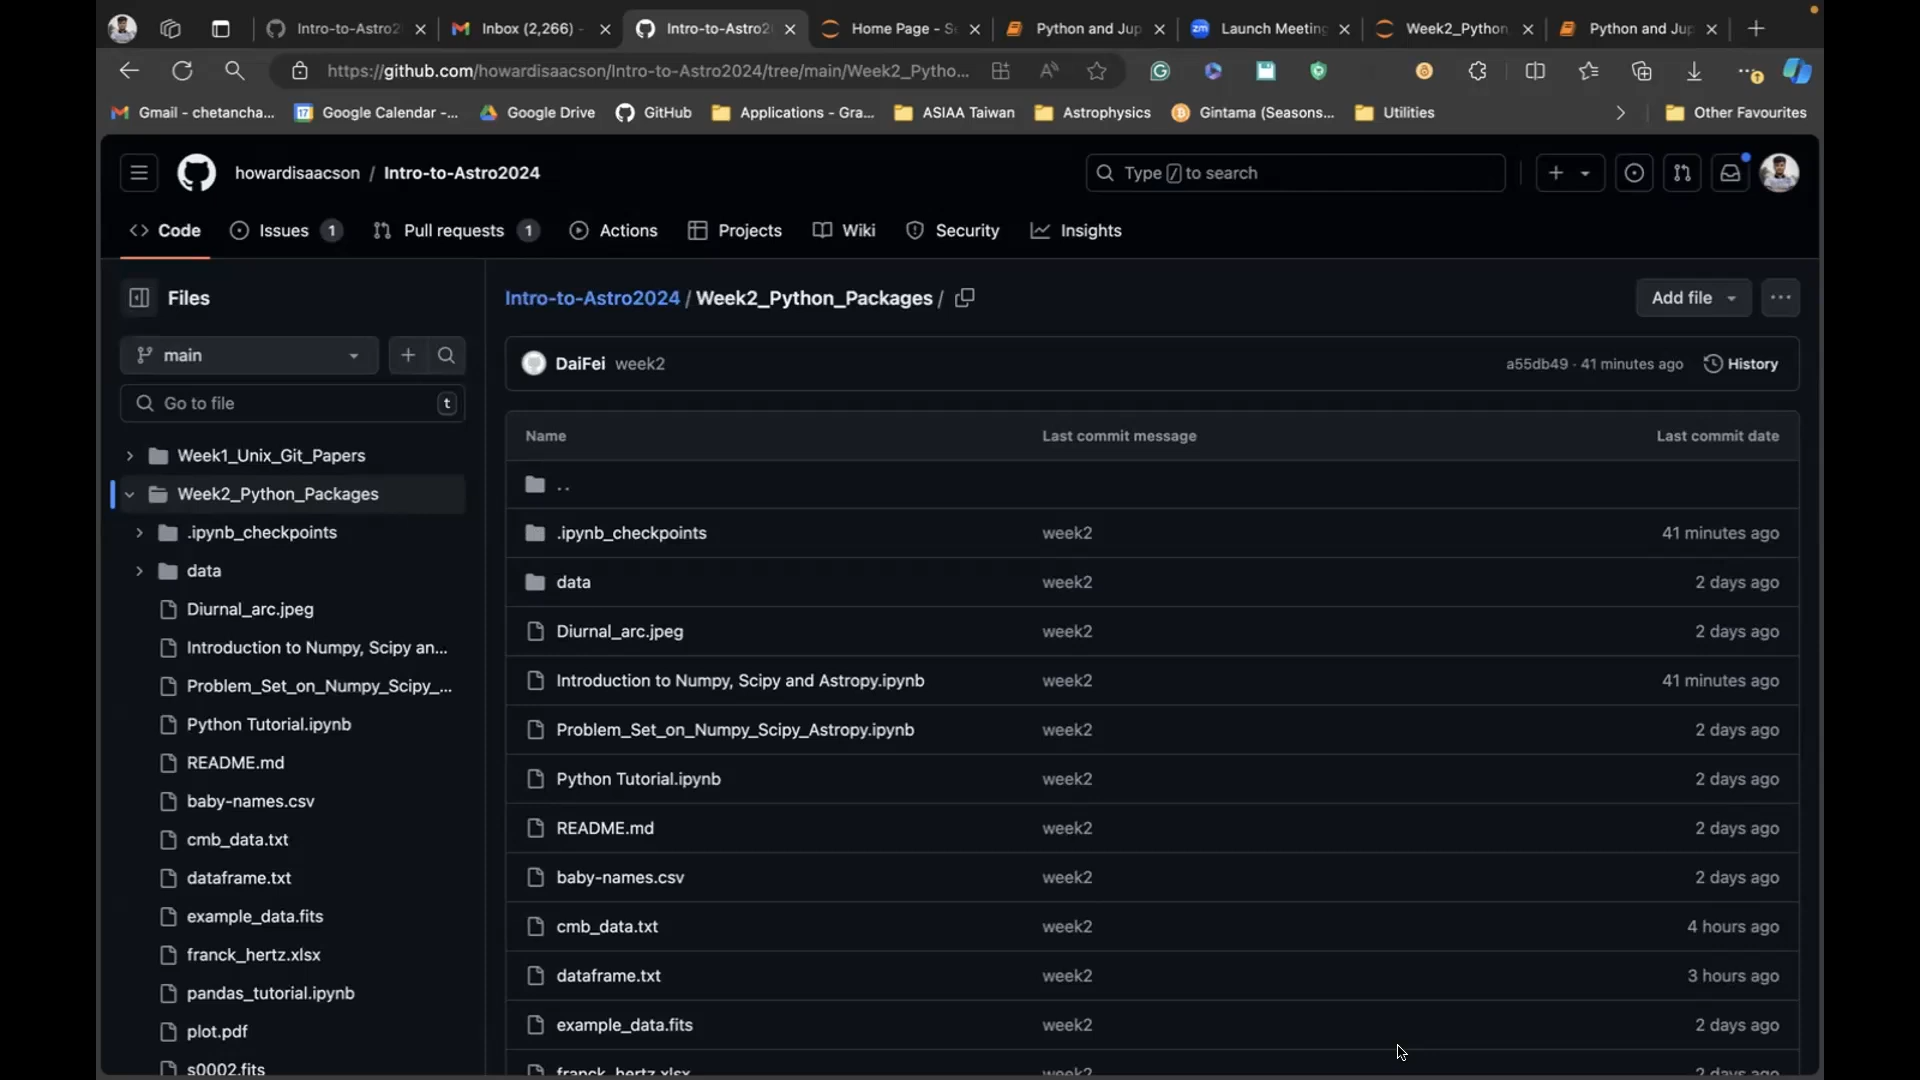 Intro-to-Astro2
Inbox (2,266) -
Intro-to-Astro2
Home Page - S
Python and Jup
zm Launch Meeting
Week2_Python
Python and Jup
https://github.com/howardisaacson/Intro-to-Astro2024/tree/main/Week2_Pytho...
Gmail - chetancha...
Google Calendar -...
Google Drive
GitHub
Applications - Gra...
ASIAA Taiwan
Astrophysics
Gintama (Seasons...
Utilities
Other Favourites
howardisaacson / Intro-to-Astro2024
Type / to search
Code
Issues 1
Pull requests 1
Actions
Projects
Wiki
Security
Insights
Files
main
Go to file t
Week1_Unix_Git_Papers
Week2_Python_Packages
.ipynb_checkpoints
data
Diurnal_arc.jpeg
Introduction to Numpy, Scipy an...
Problem_Set_on_Numpy_Scipy_...
Python Tutorial.ipynb
README.md
baby-names.csv
cmb_data.txt
dataframe.txt
example_data.fits
franck_hertz.xlsx
pandas_tutorial.ipynb
plot.pdf
s0002.fits
Intro-to-Astro2024 / Week2_Python_Packages /
Add file
DaiFei week2
a55db49 · 41 minutes ago
History
Name Last commit message Last commit date
..
.ipynb_checkpoints week2 41 minutes ago
data week2 2 days ago
Diurnal_arc.jpeg week2 2 days ago
Introduction to Numpy, Scipy and Astropy.ipynb week2 41 minutes ago
Problem_Set_on_Numpy_Scipy_Astropy.ipynb week2 2 days ago
Python Tutorial.ipynb week2 2 days ago
README.md week2 2 days ago
baby-names.csv week2 2 days ago
cmb_data.txt week2 4 hours ago
dataframe.txt week2 3 hours ago
example_data.fits week2 2 days ago
franck_hertz.xlsx week2 2 days ago